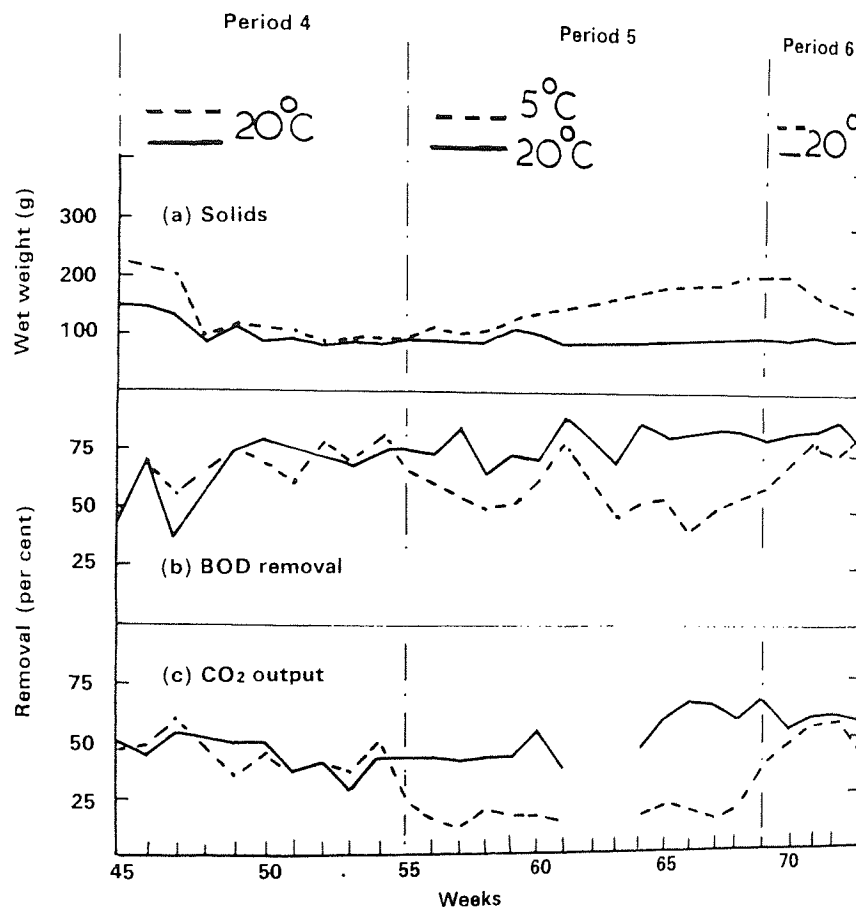 Period 4
Period 5
Period 6
20°C
5°C
20°C
20°
Wet weight (g)
300
200
100
(a) Solids
Removal (per cent)
75
50
25
(b) BOD removal
75
50
25
(c) CO₂ output
45 50 55 60 65 70
Weeks